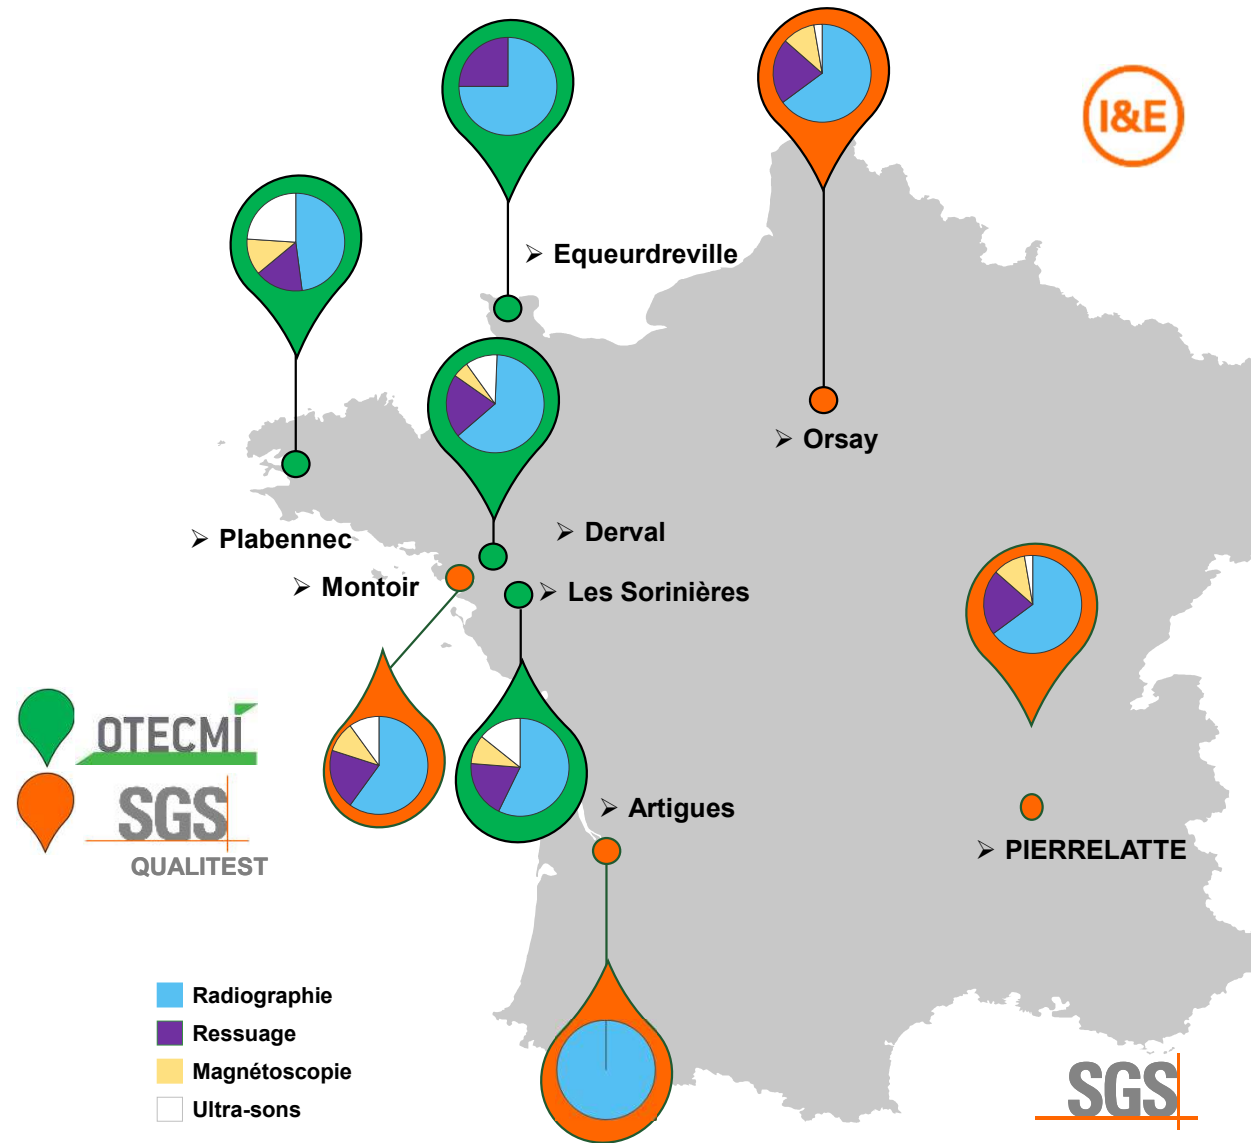 I&E
➢ Equeurdreville
➢ Orsay
➢ Plabennec
➢ Derval
➢ Montoir
➢ Les Sorinières
OTECMI
SGS
QUALITEST
➢ Artigues
➢ PIERRELATTE
Radiographie
Ressuage
Magnétoscopie
Ultra-sons
SGS